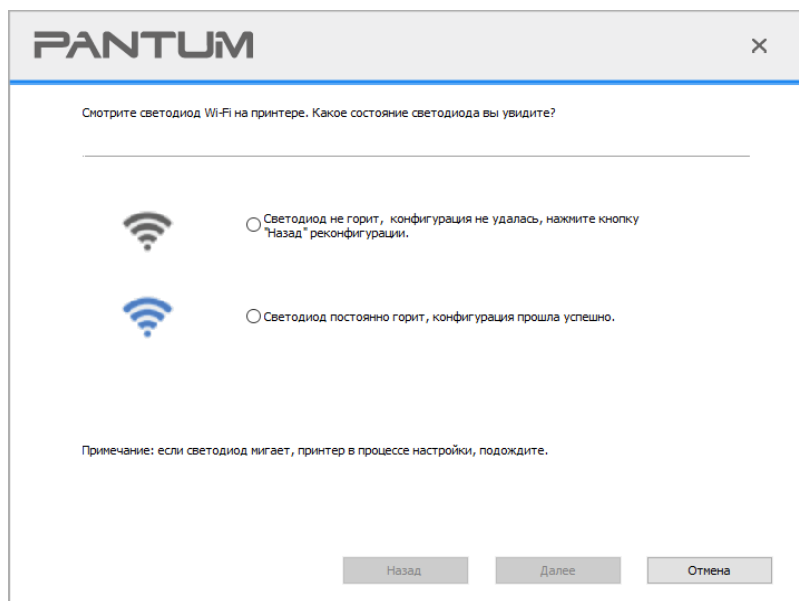 PANTUM
Смотрите светодиод Wi-Fi на принтере. Какое состояние светодиода вы увидите?
Светодиод не горит, конфигурация не удалась, нажмите кнопку
"Назад" реконфигурации.
Светодиод постоянно горит, конфигурация прошла успешно.
Примечание: если светодиод мигает, принтер в процессе настройки, подождите.
Назад
Далее
Отмена